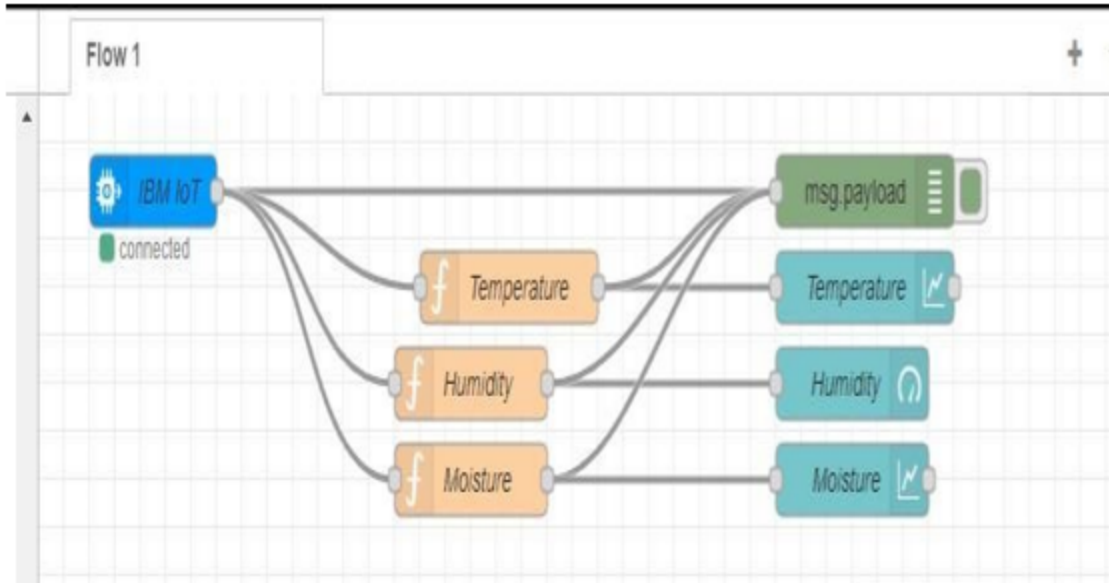 Flow 1
IBM IoT
msg.payload
connected
Temperature
Temperature
Humidity
Humidity
Moisture
Moisture